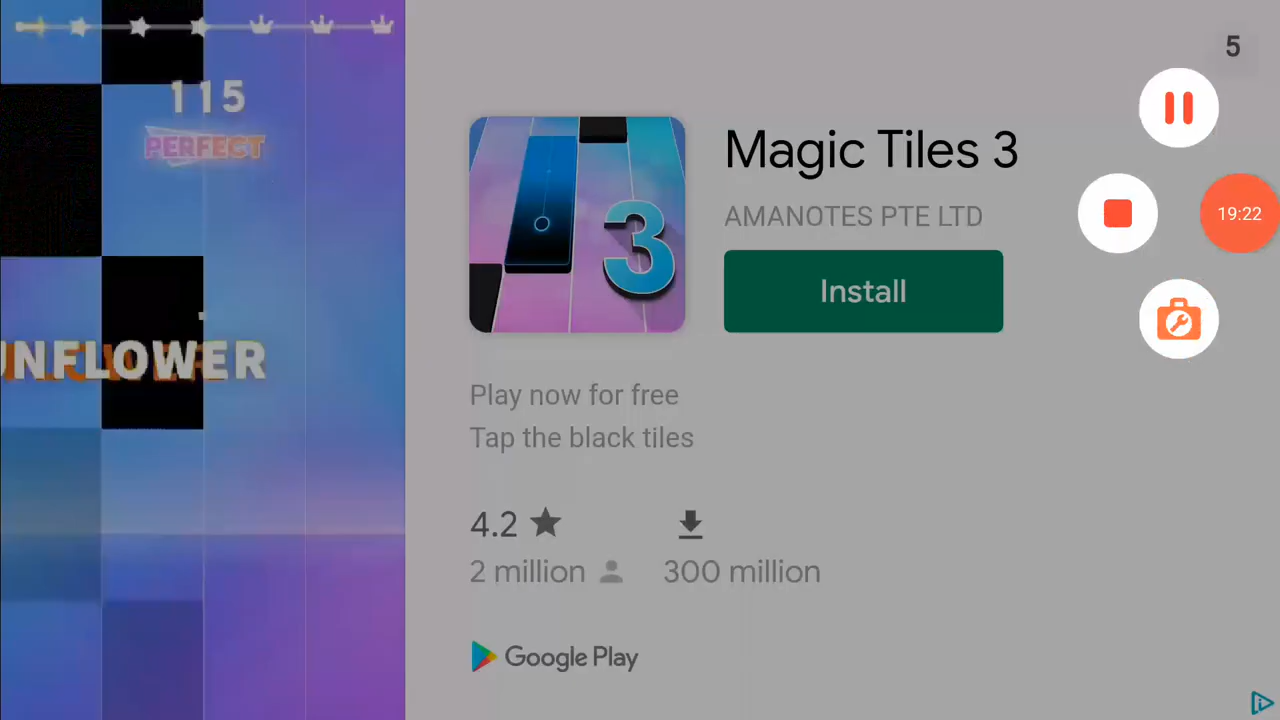 115
PERFECT
UNFLOWER
3
Magic Tiles 3
AMANOTES PTE LTD
Install
Play now for free
Tap the black tiles
4.2
2 million
300 million
Google Play
5
19:22